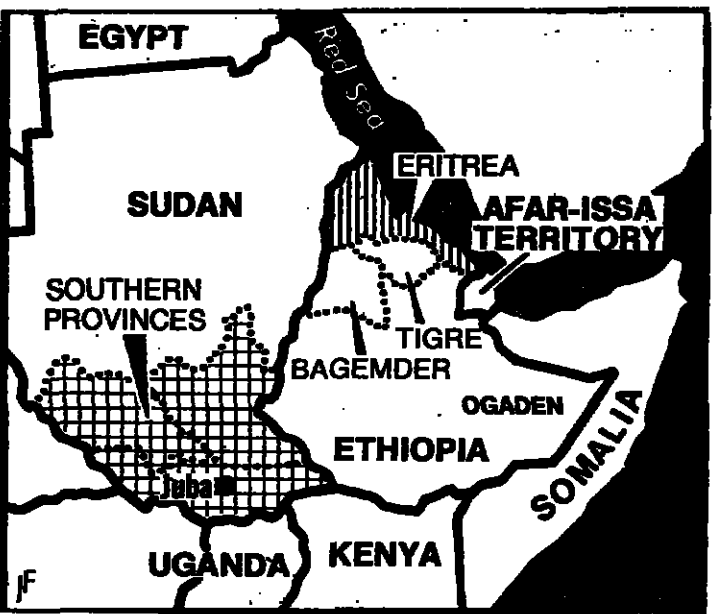 EGYPT
Red Sea
ERITREA
SUDAN
AFAR-ISSA
TERRITORY
SOUTHERN
PROVINCES
TIGRE
BAGEMDER
OGADEN
ETHIOPIA
SOMALIA
Juba
UGANDA
KENYA
JF